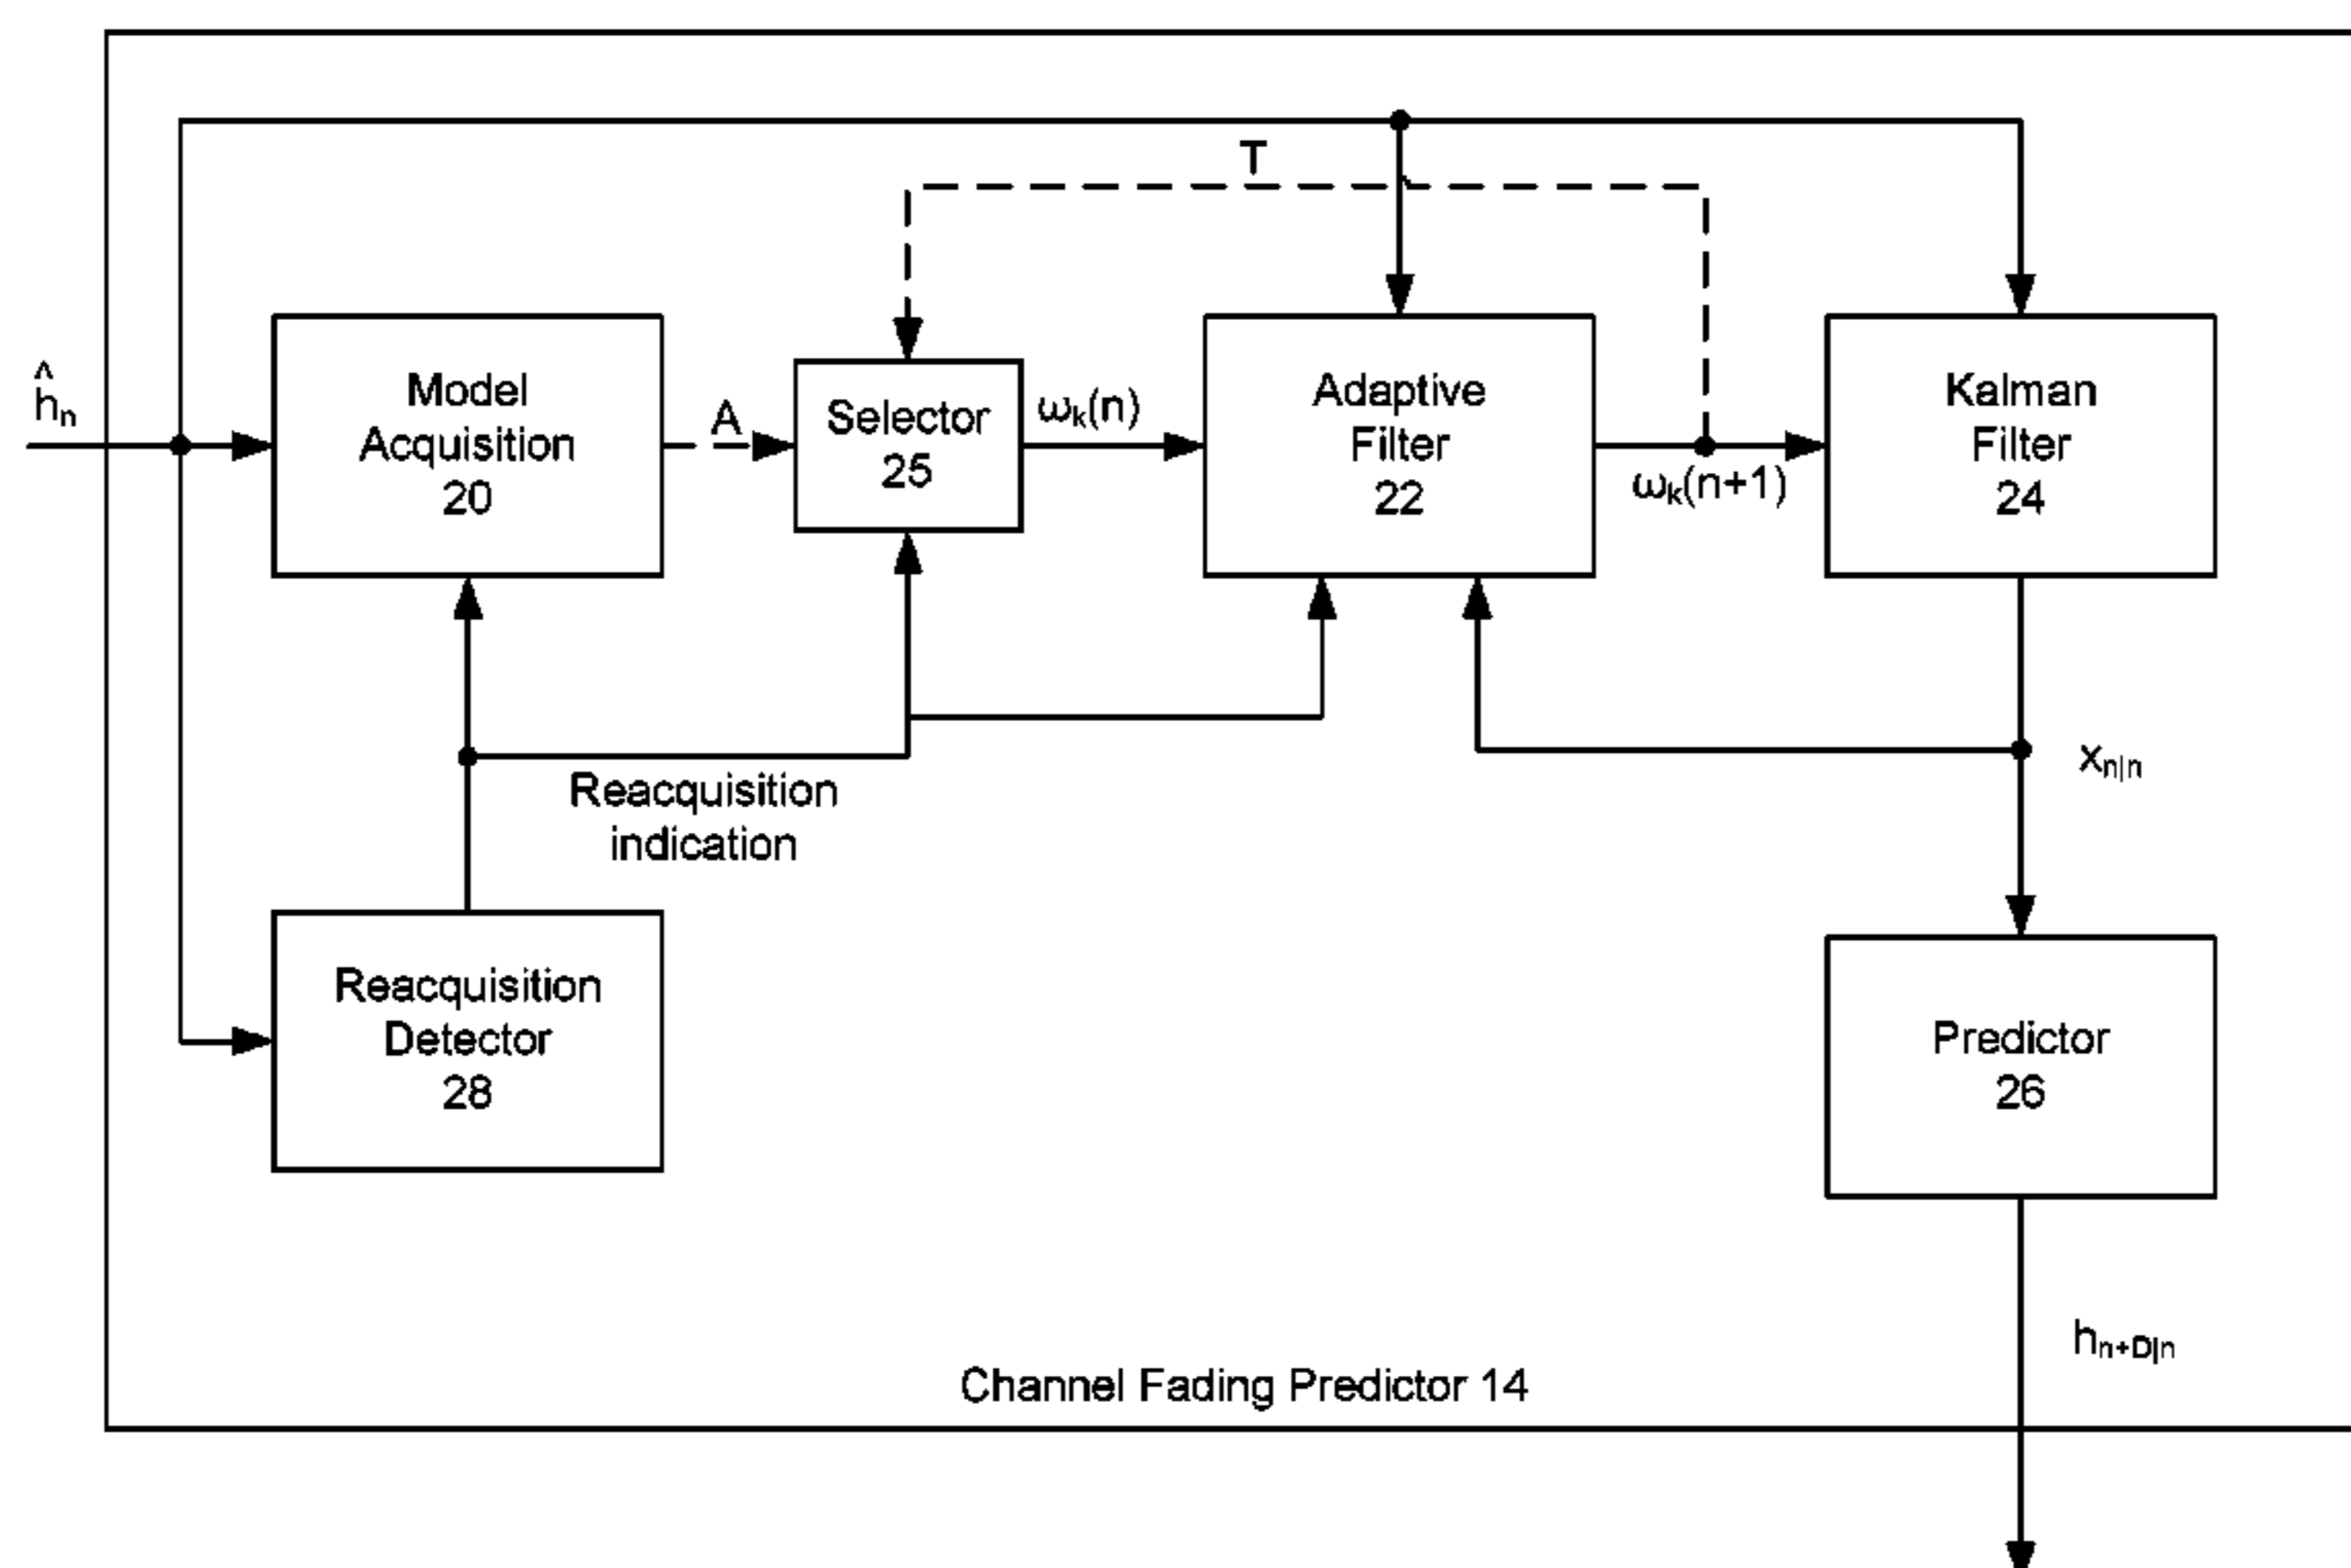 T
ĥₙ
Model
Acquisition
20
A
Selector
25
ωₖ(n)
Adaptive
Filter
22
ωₖ(n+1)
Kalman
Filter
24
Reacquisition
indication
xₙ|ₙ
Reacquisition
Detector
28
Predictor
26
hₙ₊D|ₙ
Channel Fading Predictor 14